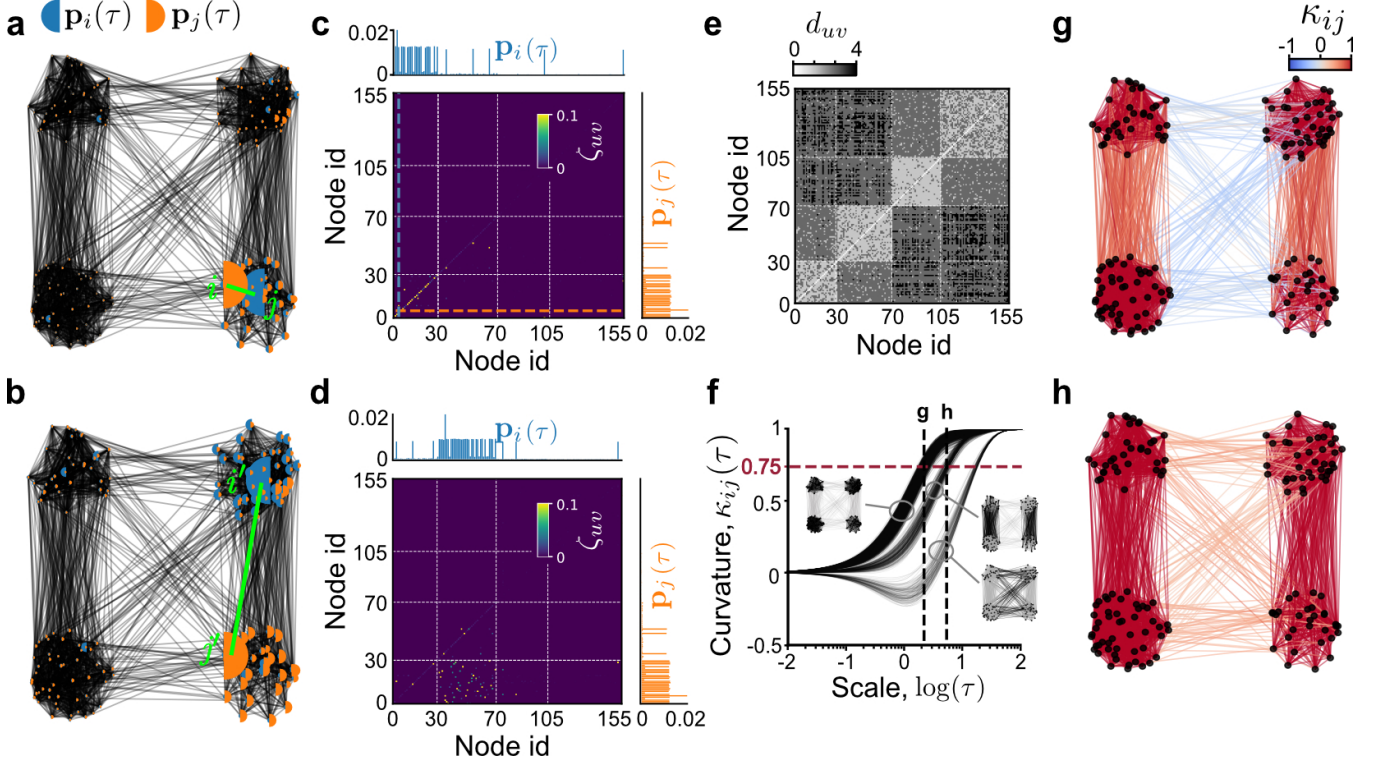 p_i(τ) p_j(τ)
a
i j
b
i′
j′
c
0.02
0
p_i(τ)
155
105
70
30
0
Node id
0.1
0
ζ_uv
0 30 70 105 155
Node id
p_j(τ)
0 0.02
d
0.02
0
p_i(τ)
155
105
70
30
0
Node id
0.1
0
ζ_uv
0 30 70 105 155
Node id
p_j(τ)
0 0.02
e
d_uv
0 4
155
105
70
30
0
Node id
0 30 70 105 155
Node id
f
g h
1
0.75
0.5
0
-0.5
Curvature, κ_ij(τ)
-2 -1 0 1 2
Scale, log(τ)
g
κ_ij
-1 0 1
h